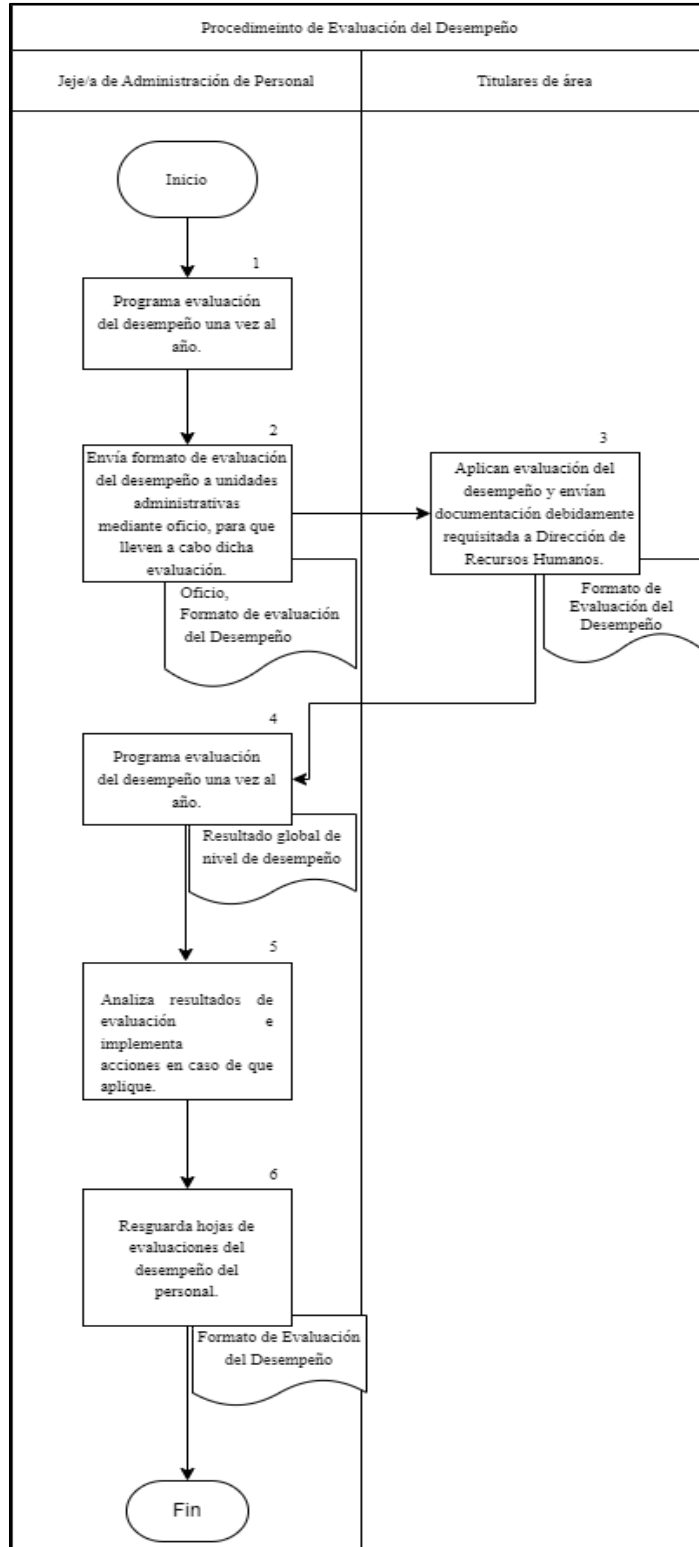 Procedimeinto de Evaluación del Desempeño
Jeje/a de Administración de Personal
Titulares de área
Inicio
1
Programa evaluación
del desempeño una vez al
año.
2
Envía formato de evaluación
del desempeño a unidades
administrativas
mediante oficio, para que
lleven a cabo dicha
evaluación.
Oficio,
Formato de evaluación
del Desempeño
3
Aplican evaluación del
desempeño y envían
documentación debidamente
requisitada a Dirección de
Recursos Humanos.
Formato de
Evaluación del
Desempeño
4
Programa evaluación
del desempeño una vez al
año.
Resultado global de
nivel de desempeño
5
Analiza resultados de
evaluación e
implementa
acciones en caso de que
aplique.
6
Resguarda hojas de
evaluaciones del
desempeño del
personal.
Formato de Evaluación
del Desempeño
Fin